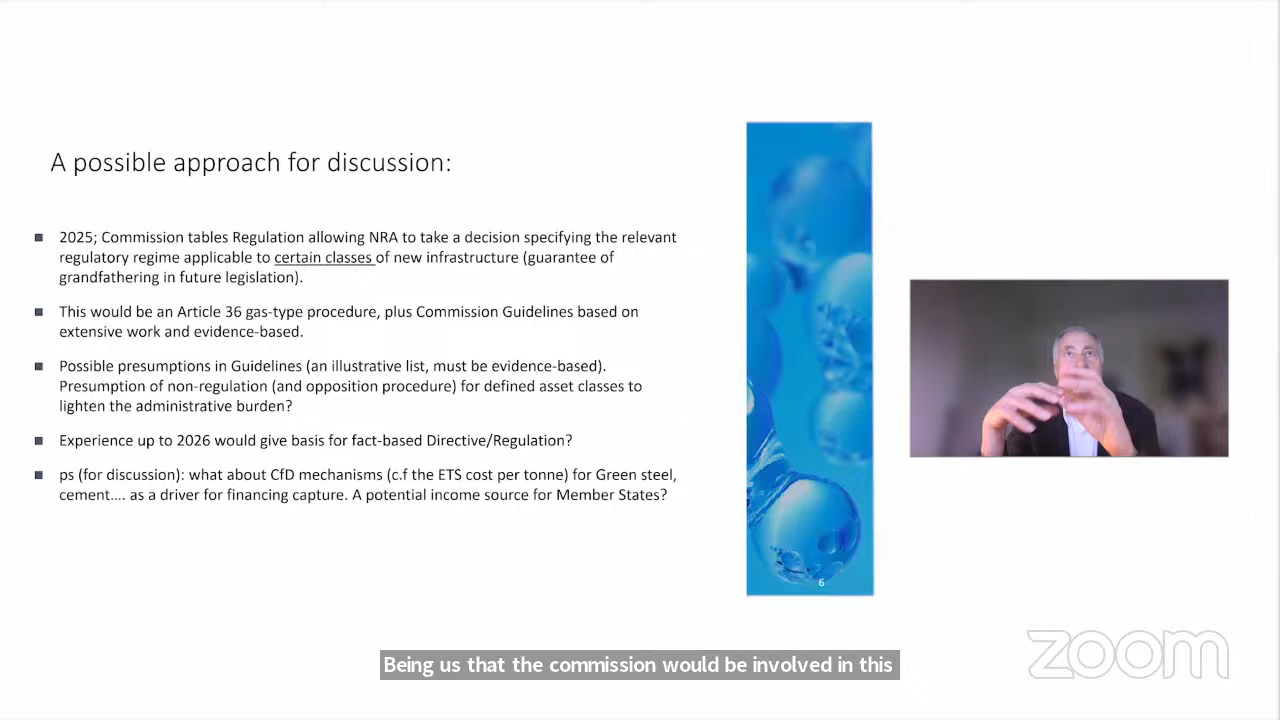 A possible approach for discussion:
2025; Commission tables Regulation allowing NRA to take a decision specifying the relevant
regulatory regime applicable to certain classes of new infrastructure (guarantee of
grandfathering in future legislation).
This would be an Article 36 gas-type procedure, plus Commission Guidelines based on
extensive work and evidence-based.
Possible presumptions in Guidelines (an illustrative list, must be evidence-based).
Presumption of non-regulation (and opposition procedure) for defined asset classes to
lighten the administrative burden?
Experience up to 2026 would give basis for fact-based Directive/Regulation?
ps (for discussion): what about CfD mechanisms (c.f the ETS cost per tonne) for Green steel,
cement.... as a driver for financing capture. A potential income source for Member States?
6
Being us that the commission would be involved in this
zoom